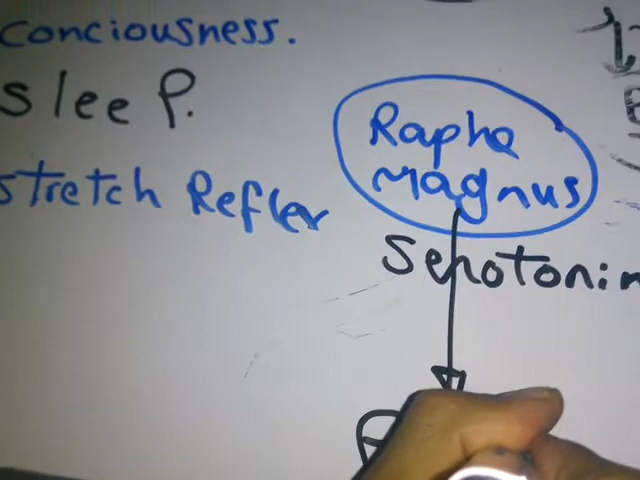 conciousness.
sleep.
stretch Reflex
Raphe
Magnus
Serotonin